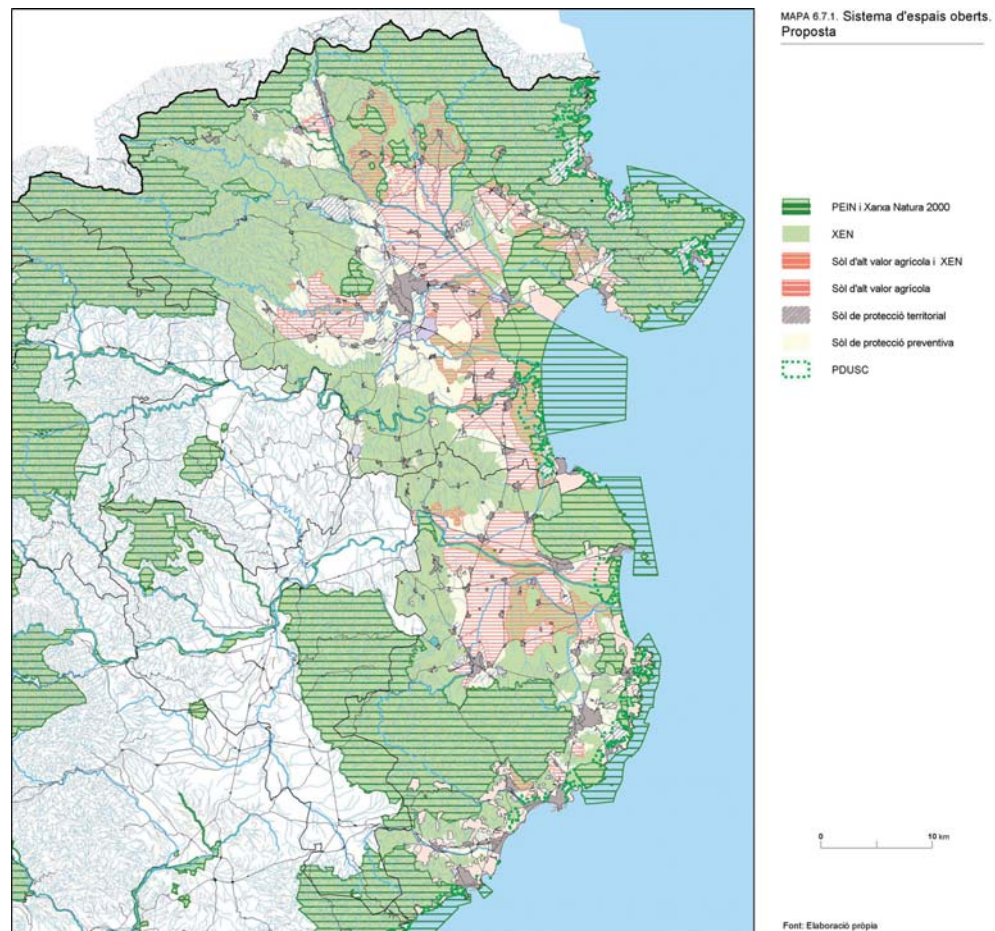 MAPA 6.7.1. Sistema d'espais oberts.
Proposta
PEIN i Xarxa Natura 2000
XEN
Sòl d'alt valor agrícola i XEN
Sòl d'alt valor agrícola
Sòl de protecció territorial
Sòl de protecció preventiva
PDUSC
0 10 km
Font: Elaboració pròpia